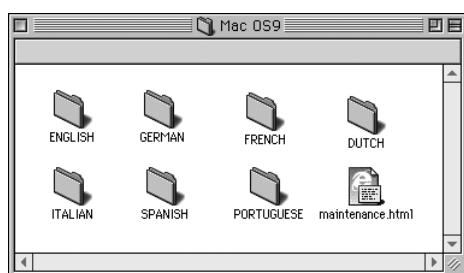 Mac OS9
ENGLISH GERMAN FRENCH DUTCH
ITALIAN SPANISH PORTUGUESE maintenance.html